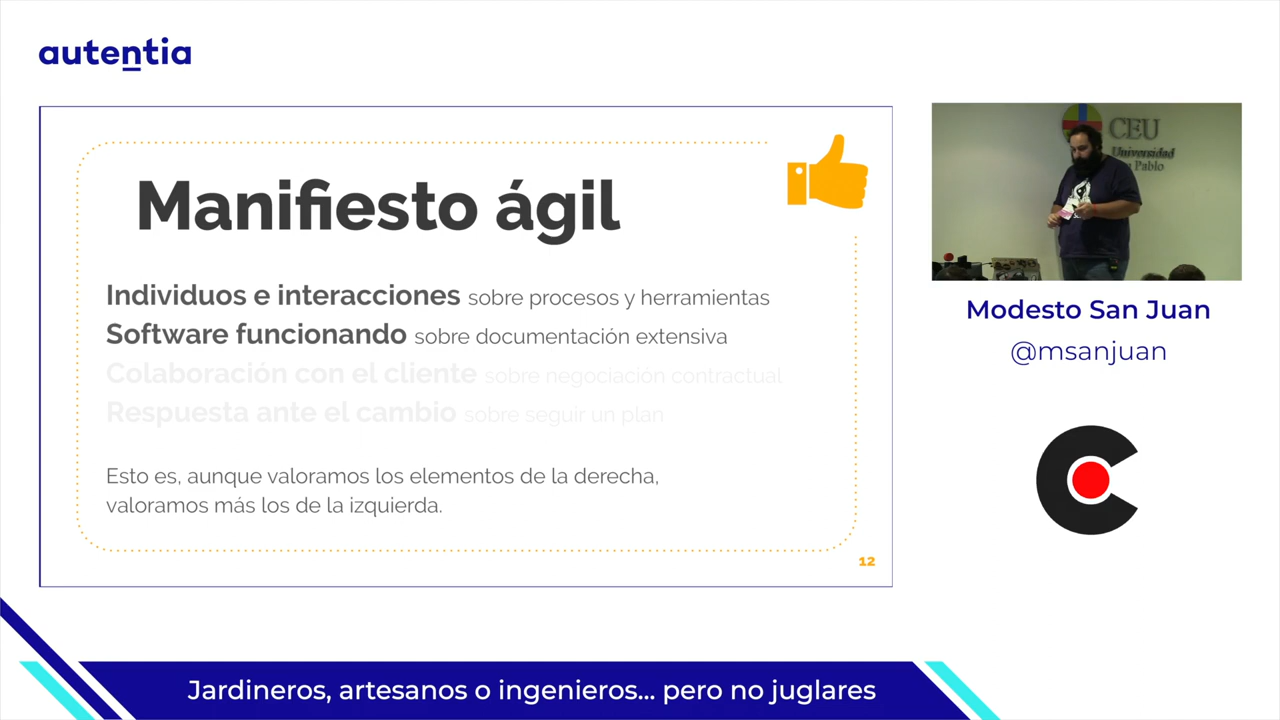 autentia
Manifiesto ágil
Individuos e interacciones sobre procesos y herramientas
Software funcionando sobre documentación extensiva
Colaboración con el cliente sobre negociación contractual
Respuesta ante el cambio sobre seguir un plan
Esto es, aunque valoramos los elementos de la derecha,
valoramos más los de la izquierda.
12
CEU
Universidad
Pablo
Modesto San Juan
@msanjuan
Jardineros, artesanos o ingenieros... pero no juglares